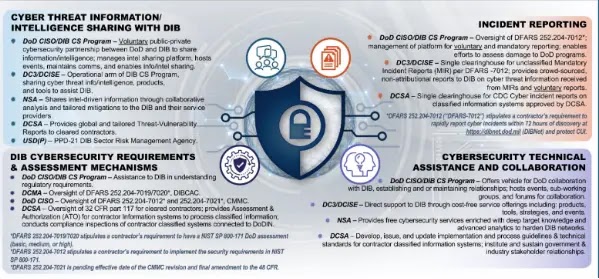 CYBER THREAT INFORMATION/
INTELLIGENCE SHARING WITH DIB
• DoD CISO/DIB CS Program – Voluntary public-private
cybersecurity partnership between DoD and DIB to share
information/intelligence; manages intel sharing platform, hosts
events, maintains comms, and enables info/intel sharing.
• DC3/DCISE – Operational arm of DIB CS Program,
sharing cyber threat info/intelligence, products,
and tools to assist DIB.
• NSA – Shares intel-driven information through collaborative
analysis and tailored mitigations to the DIB and their service
providers.
• DCSA – Provides global and tailored Threat-Vulnerability
Reports to cleared contractors.
• USD(P) – PPD-21 DIB Sector Risk Management Agency.
INCIDENT REPORTING
• DoD CISO/DIB CS Program – Oversight of DFARS 252.204-7012*;
management of platform for voluntary and mandatory reporting; enables
efforts to assess damage to DoD programs.
• DC3/DCISE – Single clearinghouse for unclassified Mandatory
Incident Reports (MIR) per DFARS -7012; provides crowd-sourced,
non-attributional reports to DIB on cyber threat information received
from MIRs and voluntary reports.
• DCSA – Single clearinghouse for CDC Cyber incident reports on
classified information systems approved by DCSA.
*DFARS 252.204-7012 ("DFARS-7012") stipulates a contractor's requirement to
rapidly report cyber incidents within 72 hours of discovery at
https://dibnet.dod.mil (DIBNet) and protect CUI.
DIB CYBERSECURITY REQUIREMENTS
& ASSESSMENT MECHANISMS
• DoD CISO/DIB CS Program – Assistance to DIB in understanding
regulatory requirements.
• DCMA – Oversight of DFARS 252.204-7019/7020*, DIBCAC.
• DoD CISO – Oversight of DFARS 252.204-7012* and 252.204-7021*, CMMC.
• DCSA – Oversight of 32 CFR part 117 for cleared contractors; provides Assessment &
Authorization (ATO) for contractor information systems to process classified information;
conducts compliance inspections of contractor classified systems connected to DoDIN.
*DFARS 252.204-7019/7020 stipulates a contractor's requirement to have a NIST SP 800-171 DoD assessment
(basic, medium, or high).
*DFARS 252.204-7012 stipulates a contractor's requirement to implement the security requirements in NIST
SP 800-171.
*DFARS 252.204-7021 is pending effective date of the CMMC revision and final amendment to the 48 CFR.
CYBERSECURITY TECHNICAL
ASSISTANCE AND COLLABORATION
• DoD CISO/DIB CS Program – Offers vehicle for DoD collaboration
with DIB, establishing and or maintaining relationships; hosts events, sub-working
groups, and forums for collaboration.
• DC3/DCISE – Direct support to DIB through cost-free service offerings including: products,
tools, strategies, and events.
• NSA – Provides free cybersecurity services enriched with deep target knowledge and
advanced analytics to harden DIB networks.
• DCSA – Develop, issue, and update implementation and process guidelines & technical
standards for contractor classified information systems; institute and sustain government &
industry stakeholder relationships.